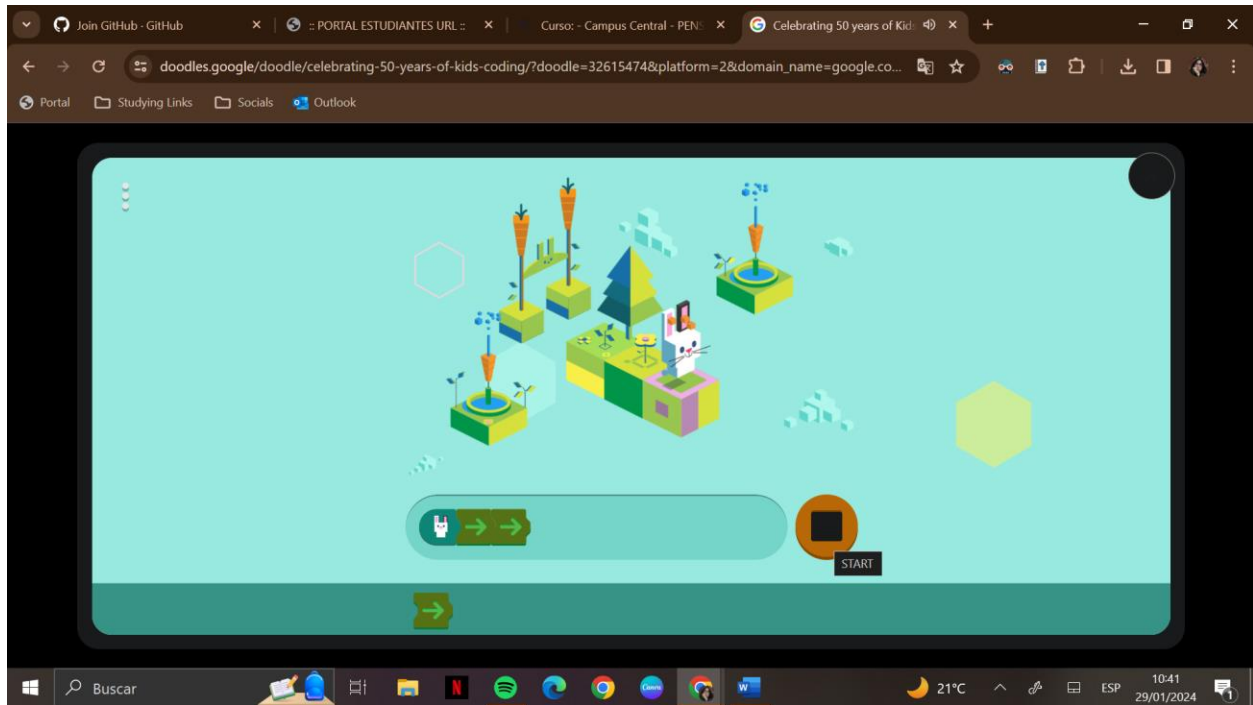 Join GitHub · GitHub
:: PORTAL ESTUDIANTES URL ::
Curso: - Campus Central - PENS
Celebrating 50 years of Kids
doodles.google/doodle/celebrating-50-years-of-kids-coding/?doodle=32615474&platform=2&domain_name=google.co...
Portal
Studying Links
Socials
Outlook
START
Buscar
21°C
ESP
10:41
29/01/2024
1